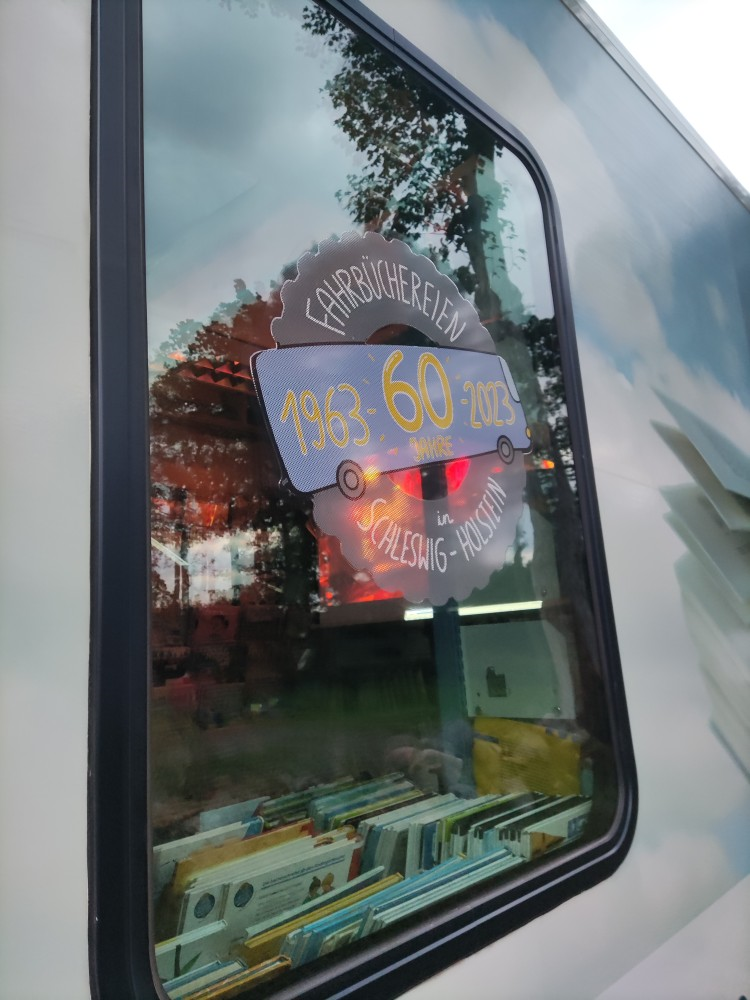 FAHRBÜCHEREIEN
1963-60-2023
JAHRE
in
SCHLESWIG-HOLSTEIN